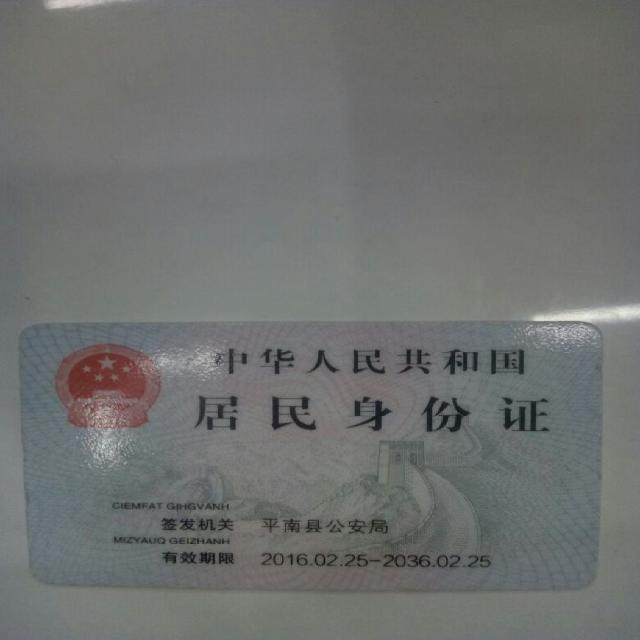 中华人民共和国
居民身份证
CIEMFAT GIHGVANH
签发机关 平南县公安局
MIZYAUQ GEIZHANH
有效期限 2016.02.25-2036.02.25